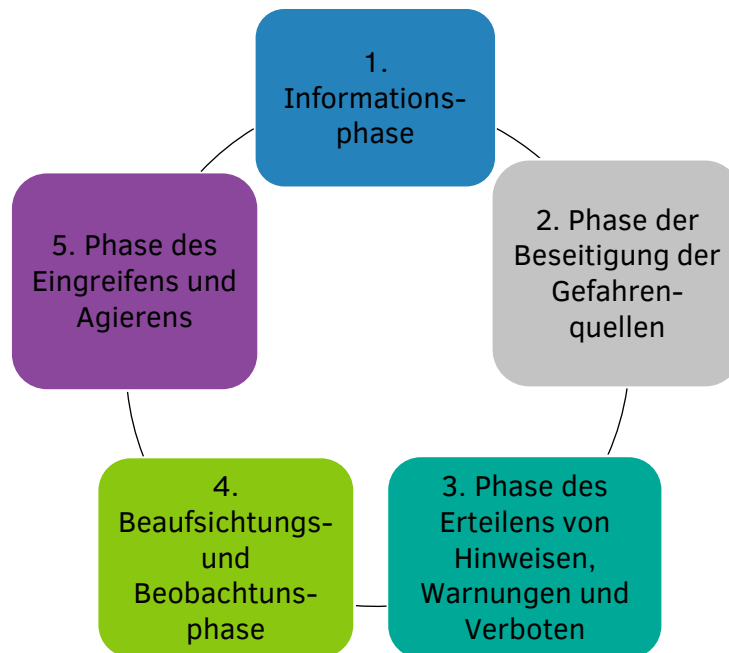 1.
Informations-
phase
2. Phase der
Beseitigung der
Gefahren-
quellen
3. Phase des
Erteilens von
Hinweisen,
Warnungen und
Verboten
4.
Beaufsichtungs-
und
Beobachtuns-
phase
5. Phase des
Eingreifens und
Agierens